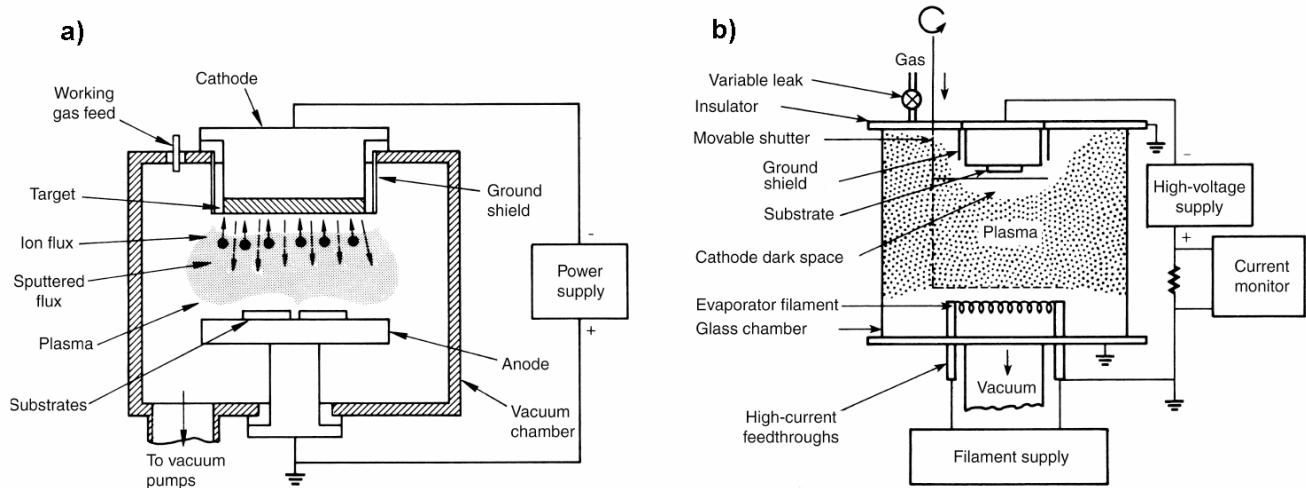 a)
Cathode
Working
gas feed
Target
Ion flux
Sputtered
flux
Plasma
Substrates
To vacuum
pumps
Ground
shield
Anode
Vacuum
chamber
-
Power
supply
+
b)
Gas
Variable leak
Insulator
Movable shutter
Ground
shield
Substrate
Plasma
Cathode dark space
Evaporator filament
Glass chamber
Vacuum
High-current
feedthroughs
Filament supply
-
High-voltage
supply
+
Current
monitor